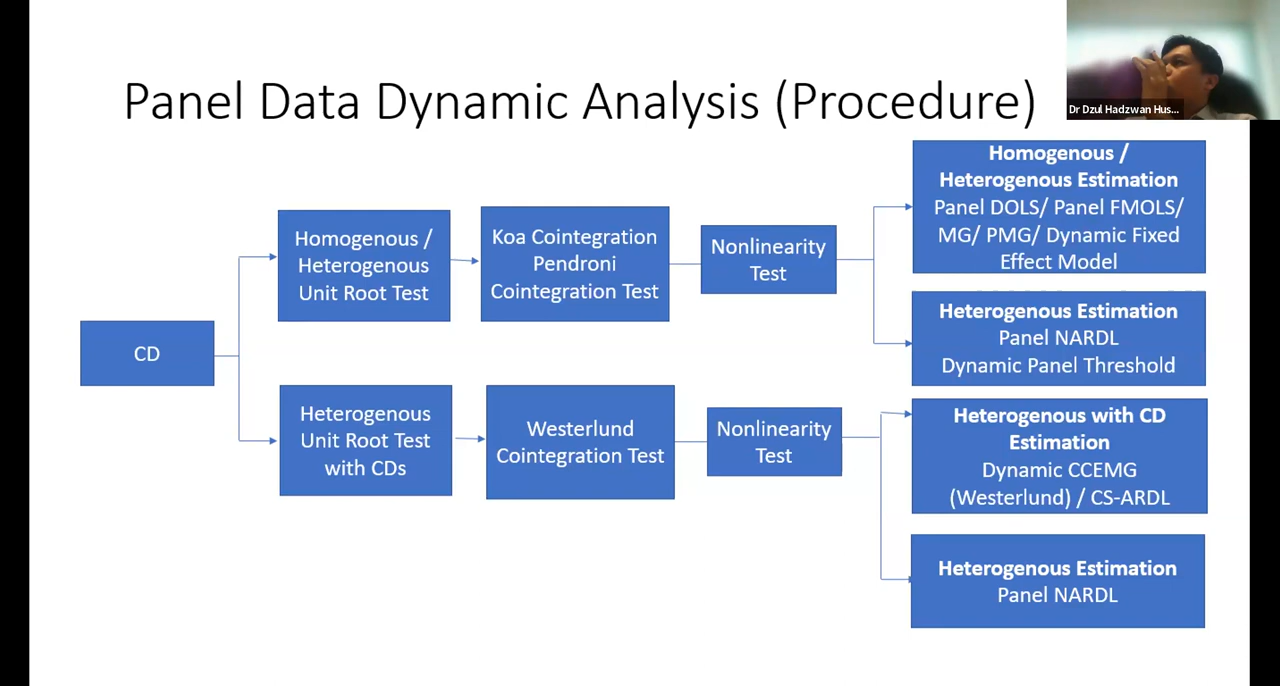 Panel Data Dynamic Analysis (Procedure)
Dr Dzul Hadzwan Hus...
CD
Homogenous /
Heterogenous
Unit Root Test
Koa Cointegration
Pendroni
Cointegration Test
Nonlinearity
Test
Homogenous /
Heterogenous Estimation
Panel DOLS/ Panel FMOLS/
MG/ PMG/ Dynamic Fixed
Effect Model
Heterogenous Estimation
Panel NARDL
Dynamic Panel Threshold
Heterogenous
Unit Root Test
with CDs
Westerlund
Cointegration Test
Nonlinearity
Test
Heterogenous with CD
Estimation
Dynamic CCEMG
(Westerlund) / CS-ARDL
Heterogenous Estimation
Panel NARDL